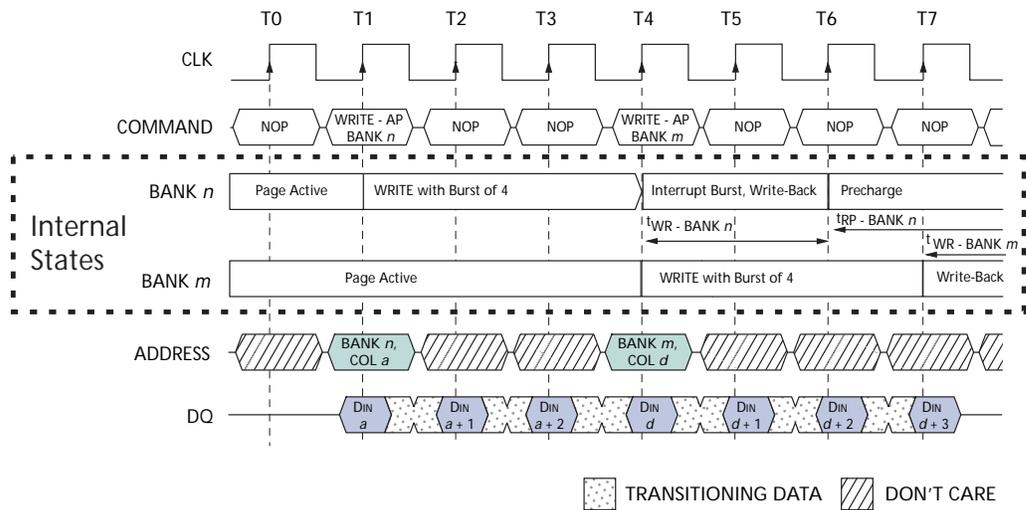 T0 T1 T2 T3 T4 T5 T6 T7
CLK
COMMAND NOP WRITE - AP BANK n NOP NOP WRITE - AP BANK m NOP NOP NOP
Internal States
BANK n Page Active WRITE with Burst of 4 Interrupt Burst, Write-Back Precharge
tWR - BANK n tRP - BANK n
tWR - BANK m
BANK m Page Active WRITE with Burst of 4 Write-Back
ADDRESS BANK n, COL a BANK m, COL d
DQ DIN a DIN a + 1 DIN a + 2 DIN d DIN d + 1 DIN d + 2 DIN d + 3
TRANSITIONING DATA DON'T CARE